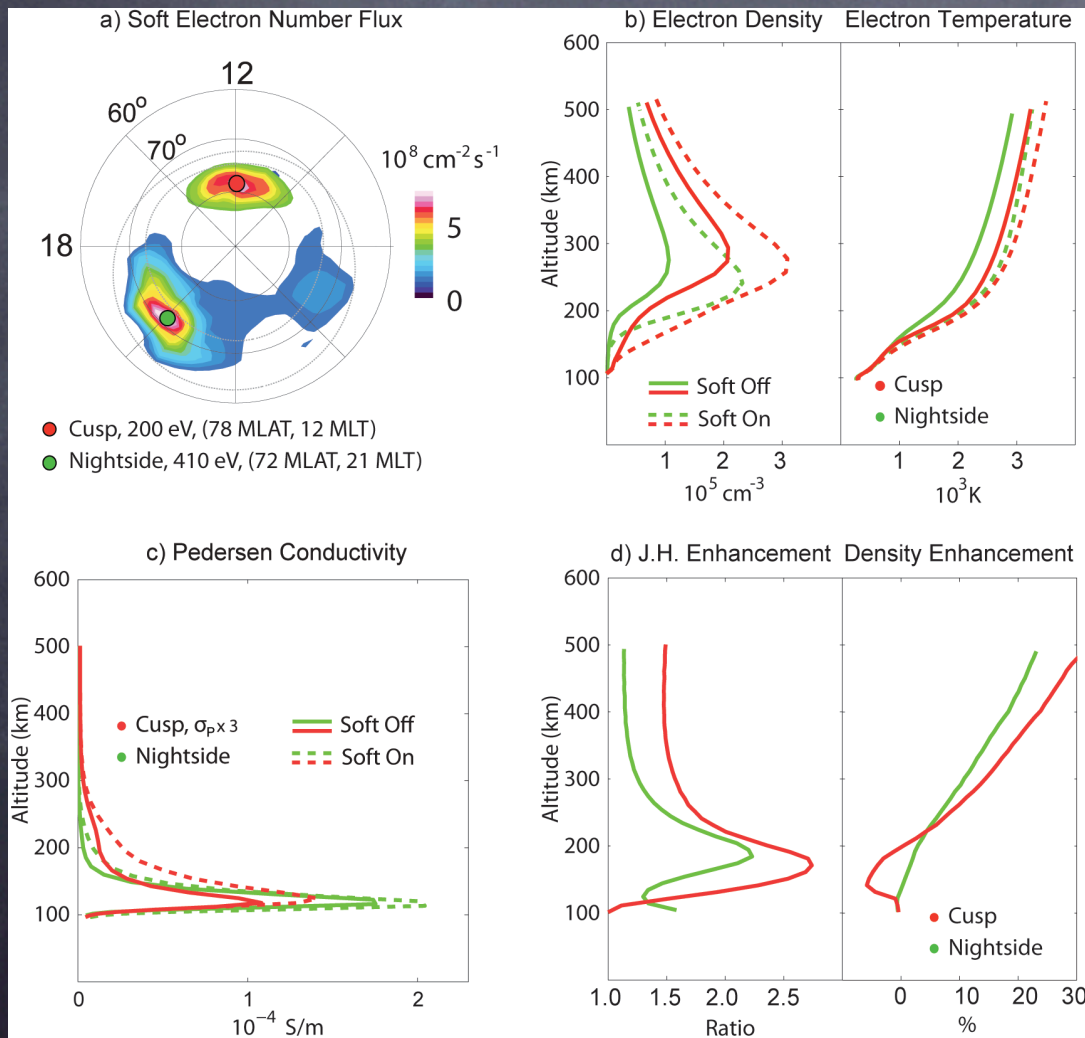 a) Soft Electron Number Flux
12
60°
70°
18
10⁸ cm⁻² s⁻¹
5
0
Cusp, 200 eV, (78 MLAT, 12 MLT)
Nightside, 410 eV, (72 MLAT, 21 MLT)
b) Electron Density
Electron Temperature
Altitude (km)
600
500
400
300
200
100
Soft Off
Soft On
1 2 3
10⁵ cm⁻³
Altitude (km)
Cusp
Nightside
1 2 3
10³K
c) Pedersen Conductivity
Altitude (km)
600
500
400
300
200
100
Cusp, σₚ x 3
Nightside
Soft Off
Soft On
0 1 2
10⁻⁴ S/m
d) J.H. Enhancement
Density Enhancement
Altitude (km)
600
500
400
300
200
100
1.0 1.5 2.0 2.5
Ratio
Altitude (km)
Cusp
Nightside
0 10 20 30
%